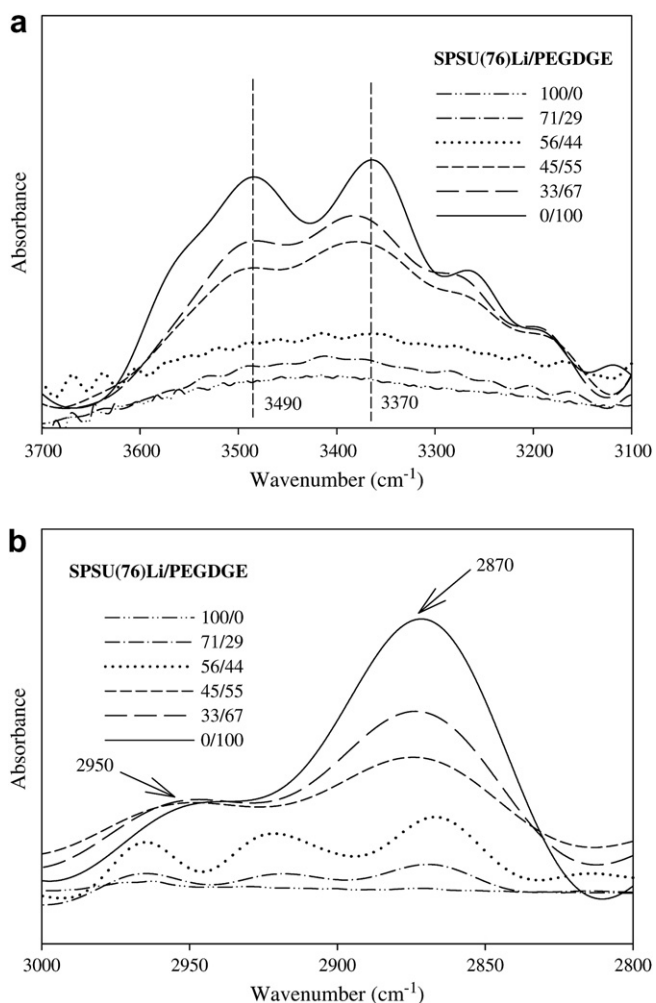 a
SPSU(76)Li/PEGDGE
100/0
71/29
56/44
45/55
33/67
0/100
Absorbance
3490
3370
3700 3600 3500 3400 3300 3200 3100
Wavenumber (cm⁻¹)
b
SPSU(76)Li/PEGDGE
100/0
71/29
56/44
45/55
33/67
0/100
2870
2950
Absorbance
3000 2950 2900 2850 2800
Wavenumber (cm⁻¹)